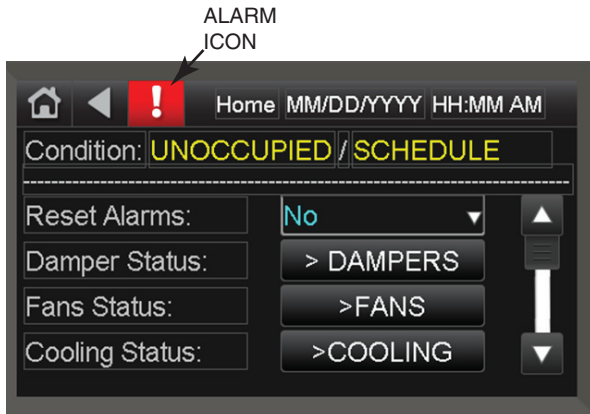 ALARM
ICON
! Home MM/DD/YYYY HH:MM AM
Condition: UNOCCUPIED / SCHEDULE
--------------------------------------------------------------------------------
Reset Alarms: No
Damper Status: > DAMPERS
Fans Status: >FANS
Cooling Status: >COOLING